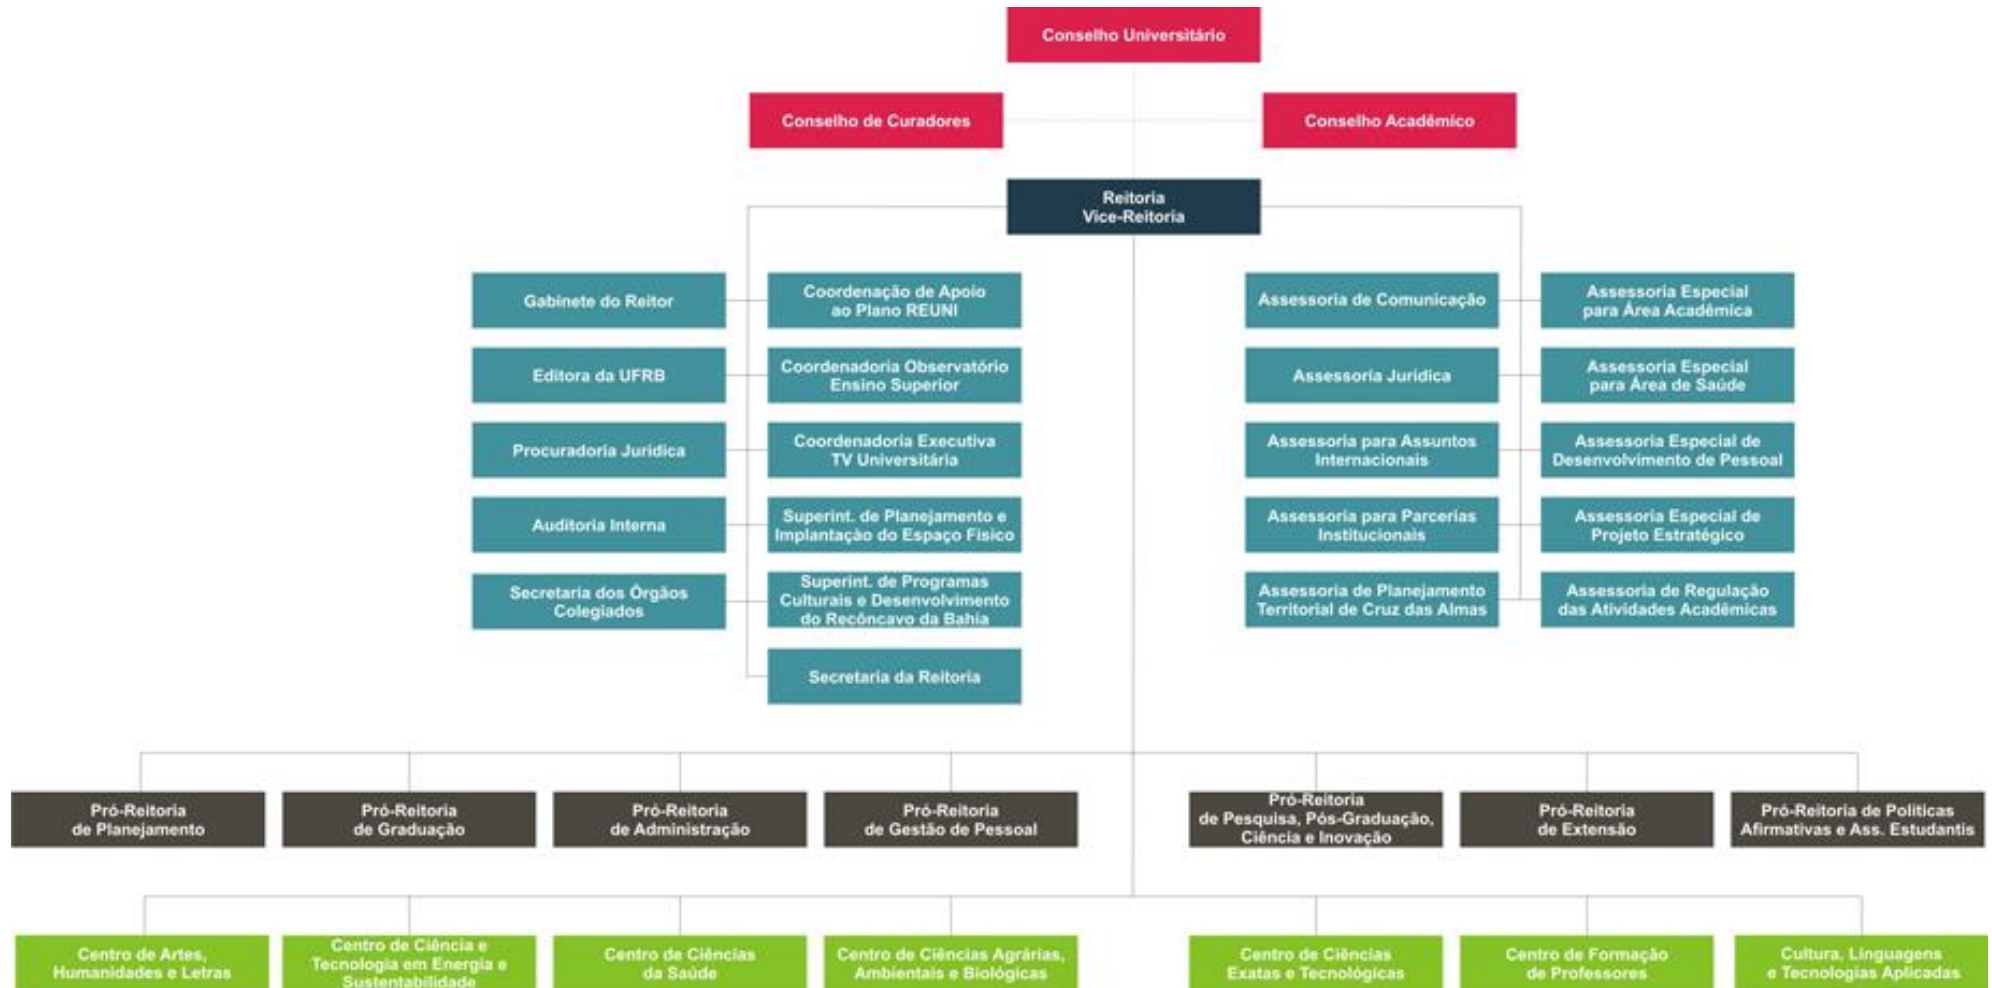 Conselho Universitário
Conselho de Curadores
Conselho Acadêmico
Reitoria
Vice-Reitoria
Gabinete do Reitor
Coordenação de Apoio
ao Plano REUNI
Assessoria de Comunicação
Assessoria Especial
para Área Acadêmica
Editora da UFRB
Coordenadoria Observatório
Ensino Superior
Assessoria Jurídica
Assessoria Especial
para Área de Saúde
Procuradoria Jurídica
Coordenadoria Executiva
TV Universitária
Assessoria para Assuntos
Internacionais
Assessoria Especial de
Desenvolvimento de Pessoal
Auditoria Interna
Superint. de Planejamento e
Implantação do Espaço Físico
Assessoria para Parcerias
Institucionais
Assessoria Especial de
Projeto Estratégico
Secretaria dos Órgãos
Colegiados
Superint. de Programas
Culturais e Desenvolvimento
do Recôncavo da Bahia
Assessoria de Planejamento
Territorial de Cruz das Almas
Assessoria de Regulação
das Atividades Acadêmicas
Secretaria da Reitoria
Pró-Reitoria
de Planejamento
Pró-Reitoria
de Graduação
Pró-Reitoria
de Administração
Pró-Reitoria
de Gestão de Pessoal
Pró-Reitoria
de Pesquisa, Pós-Graduação,
Ciência e Inovação
Pró-Reitoria
de Extensão
Pró-Reitoria de Políticas
Afirmativas e Ass. Estudantis
Centro de Artes,
Humanidades e Letras
Centro de Ciência e
Tecnologia em Energia e
Sustentabilidade
Centro de Ciências
da Saúde
Centro de Ciências Agrárias,
Ambientais e Biológicas
Centro de Ciências
Exatas e Tecnológicas
Centro de Formação
de Professores
Cultura, Linguagens
e Tecnologias Aplicadas